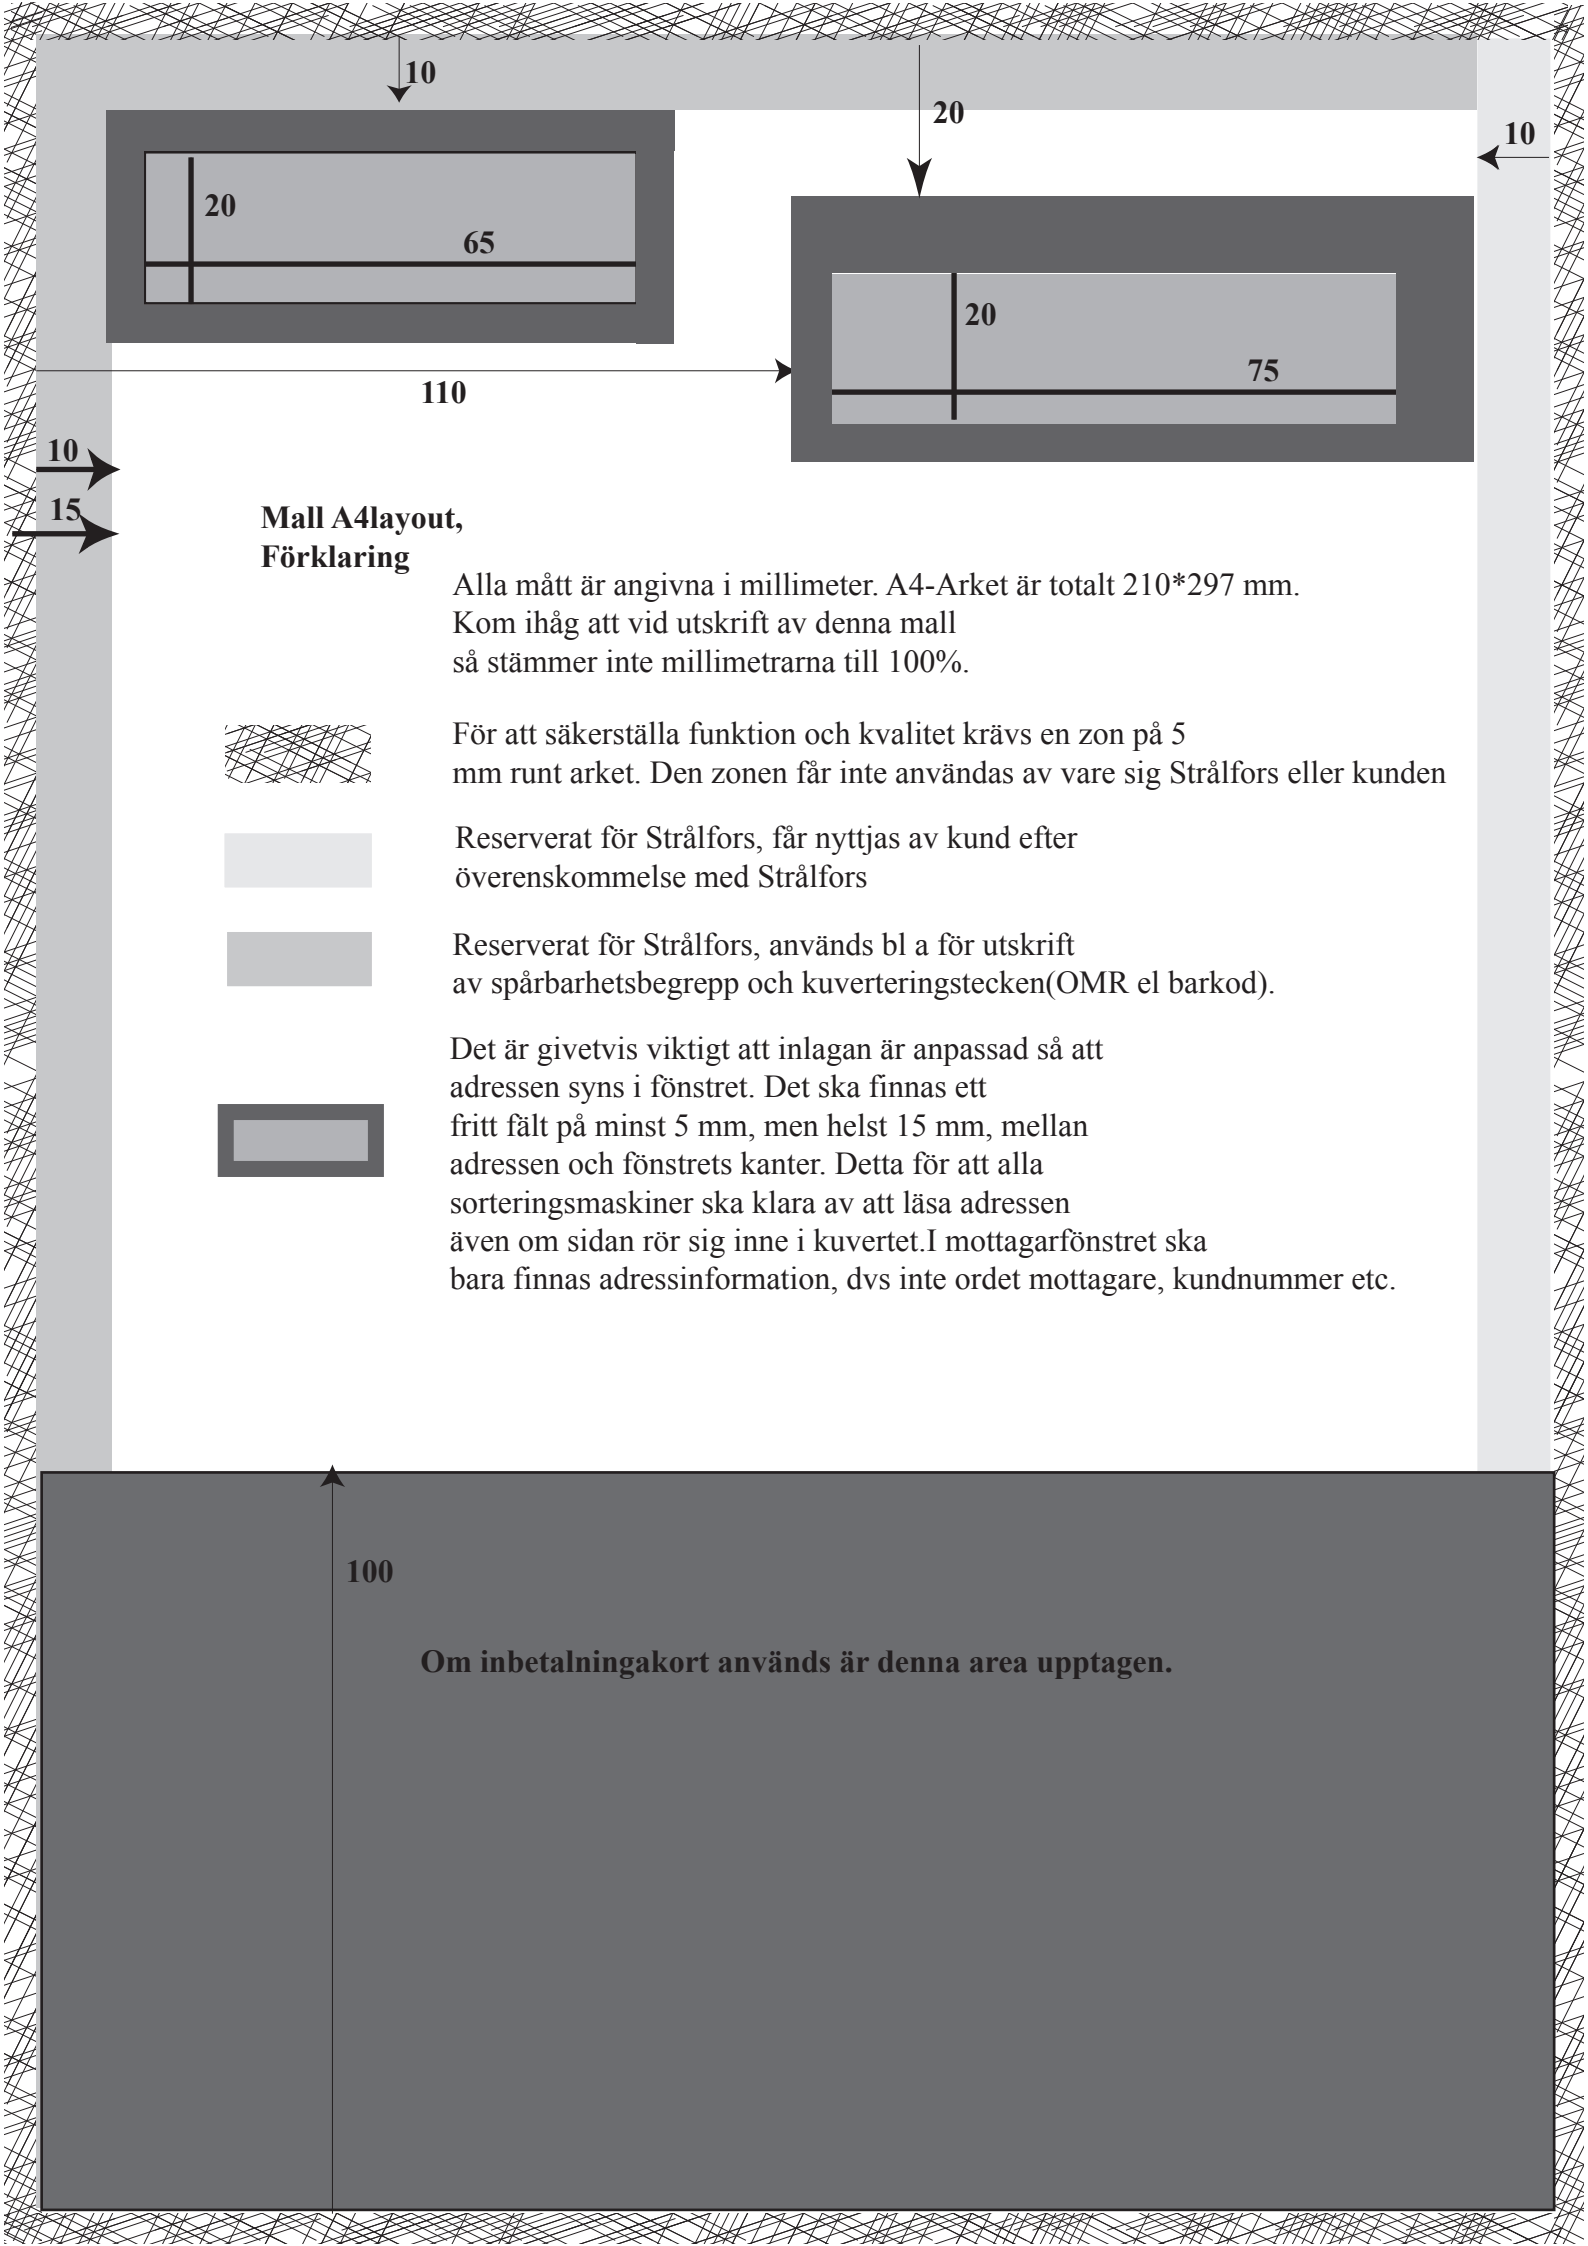 10
20
10
20
65
20
75
110
10
15
Mall A4layout,
Förklaring
Alla mått är angivna i millimeter. A4-Arket är totalt 210*297 mm.
Kom ihåg att vid utskrift av denna mall
så stämmer inte millimetrarna till 100%.
För att säkerställa funktion och kvalitet krävs en zon på 5
mm runt arket. Den zonen får inte användas av vare sig Strålfors eller kunden
Reserverat för Strålfors, får nyttjas av kund efter
överenskommelse med Strålfors
Reserverat för Strålfors, används bl a för utskrift
av spårbarhetsbegrepp och kuverteringstecken(OMR el barkod).
Det är givetvis viktigt att inlagan är anpassad så att
adressen syns i fönstret. Det ska finnas ett
fritt fält på minst 5 mm, men helst 15 mm, mellan
adressen och fönstrets kanter. Detta för att alla
sorteringsmaskiner ska klara av att läsa adressen
även om sidan rör sig inne i kuvertet.I mottagarfönstret ska
bara finnas adressinformation, dvs inte ordet mottagare, kundnummer etc.
100
Om inbetalningakort används är denna area upptagen.